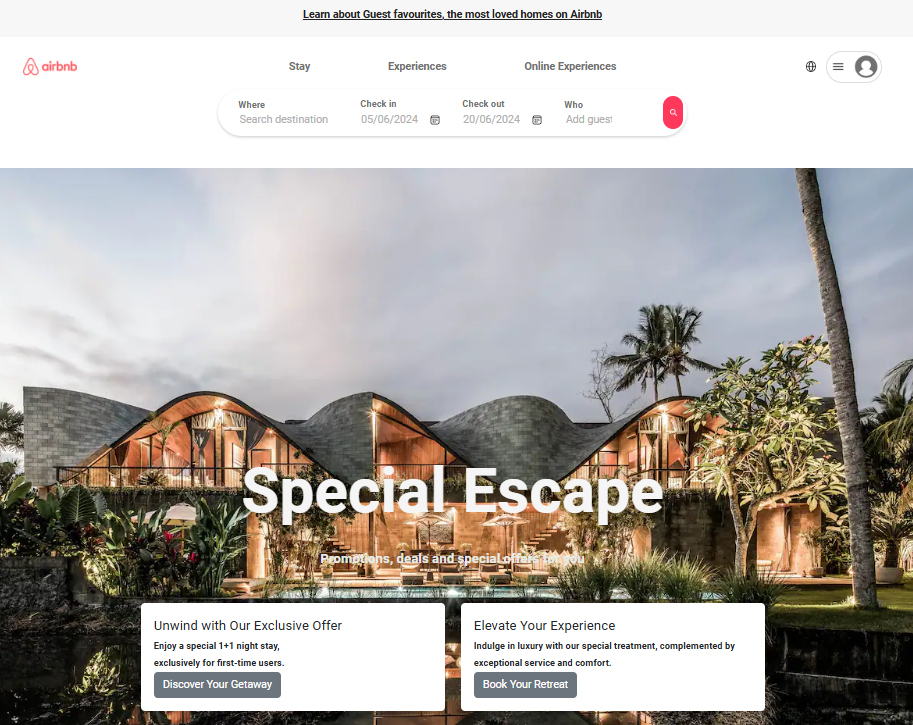 Learn about Guest favourites, the most loved homes on Airbnb
airbnb
Stay
Experiences
Online Experiences
Where
Check in
Check out
Who
Search destination
05/06/2024
20/06/2024
Add guest
Special Escape
Promotions, deals and special offers for you
Unwind with Our Exclusive Offer
Enjoy a special 1+1 night stay,
exclusively for first-time users.
Discover Your Getaway
Elevate Your Experience
Indulge in luxury with our special treatment, complemented by
exceptional service and comfort.
Book Your Retreat